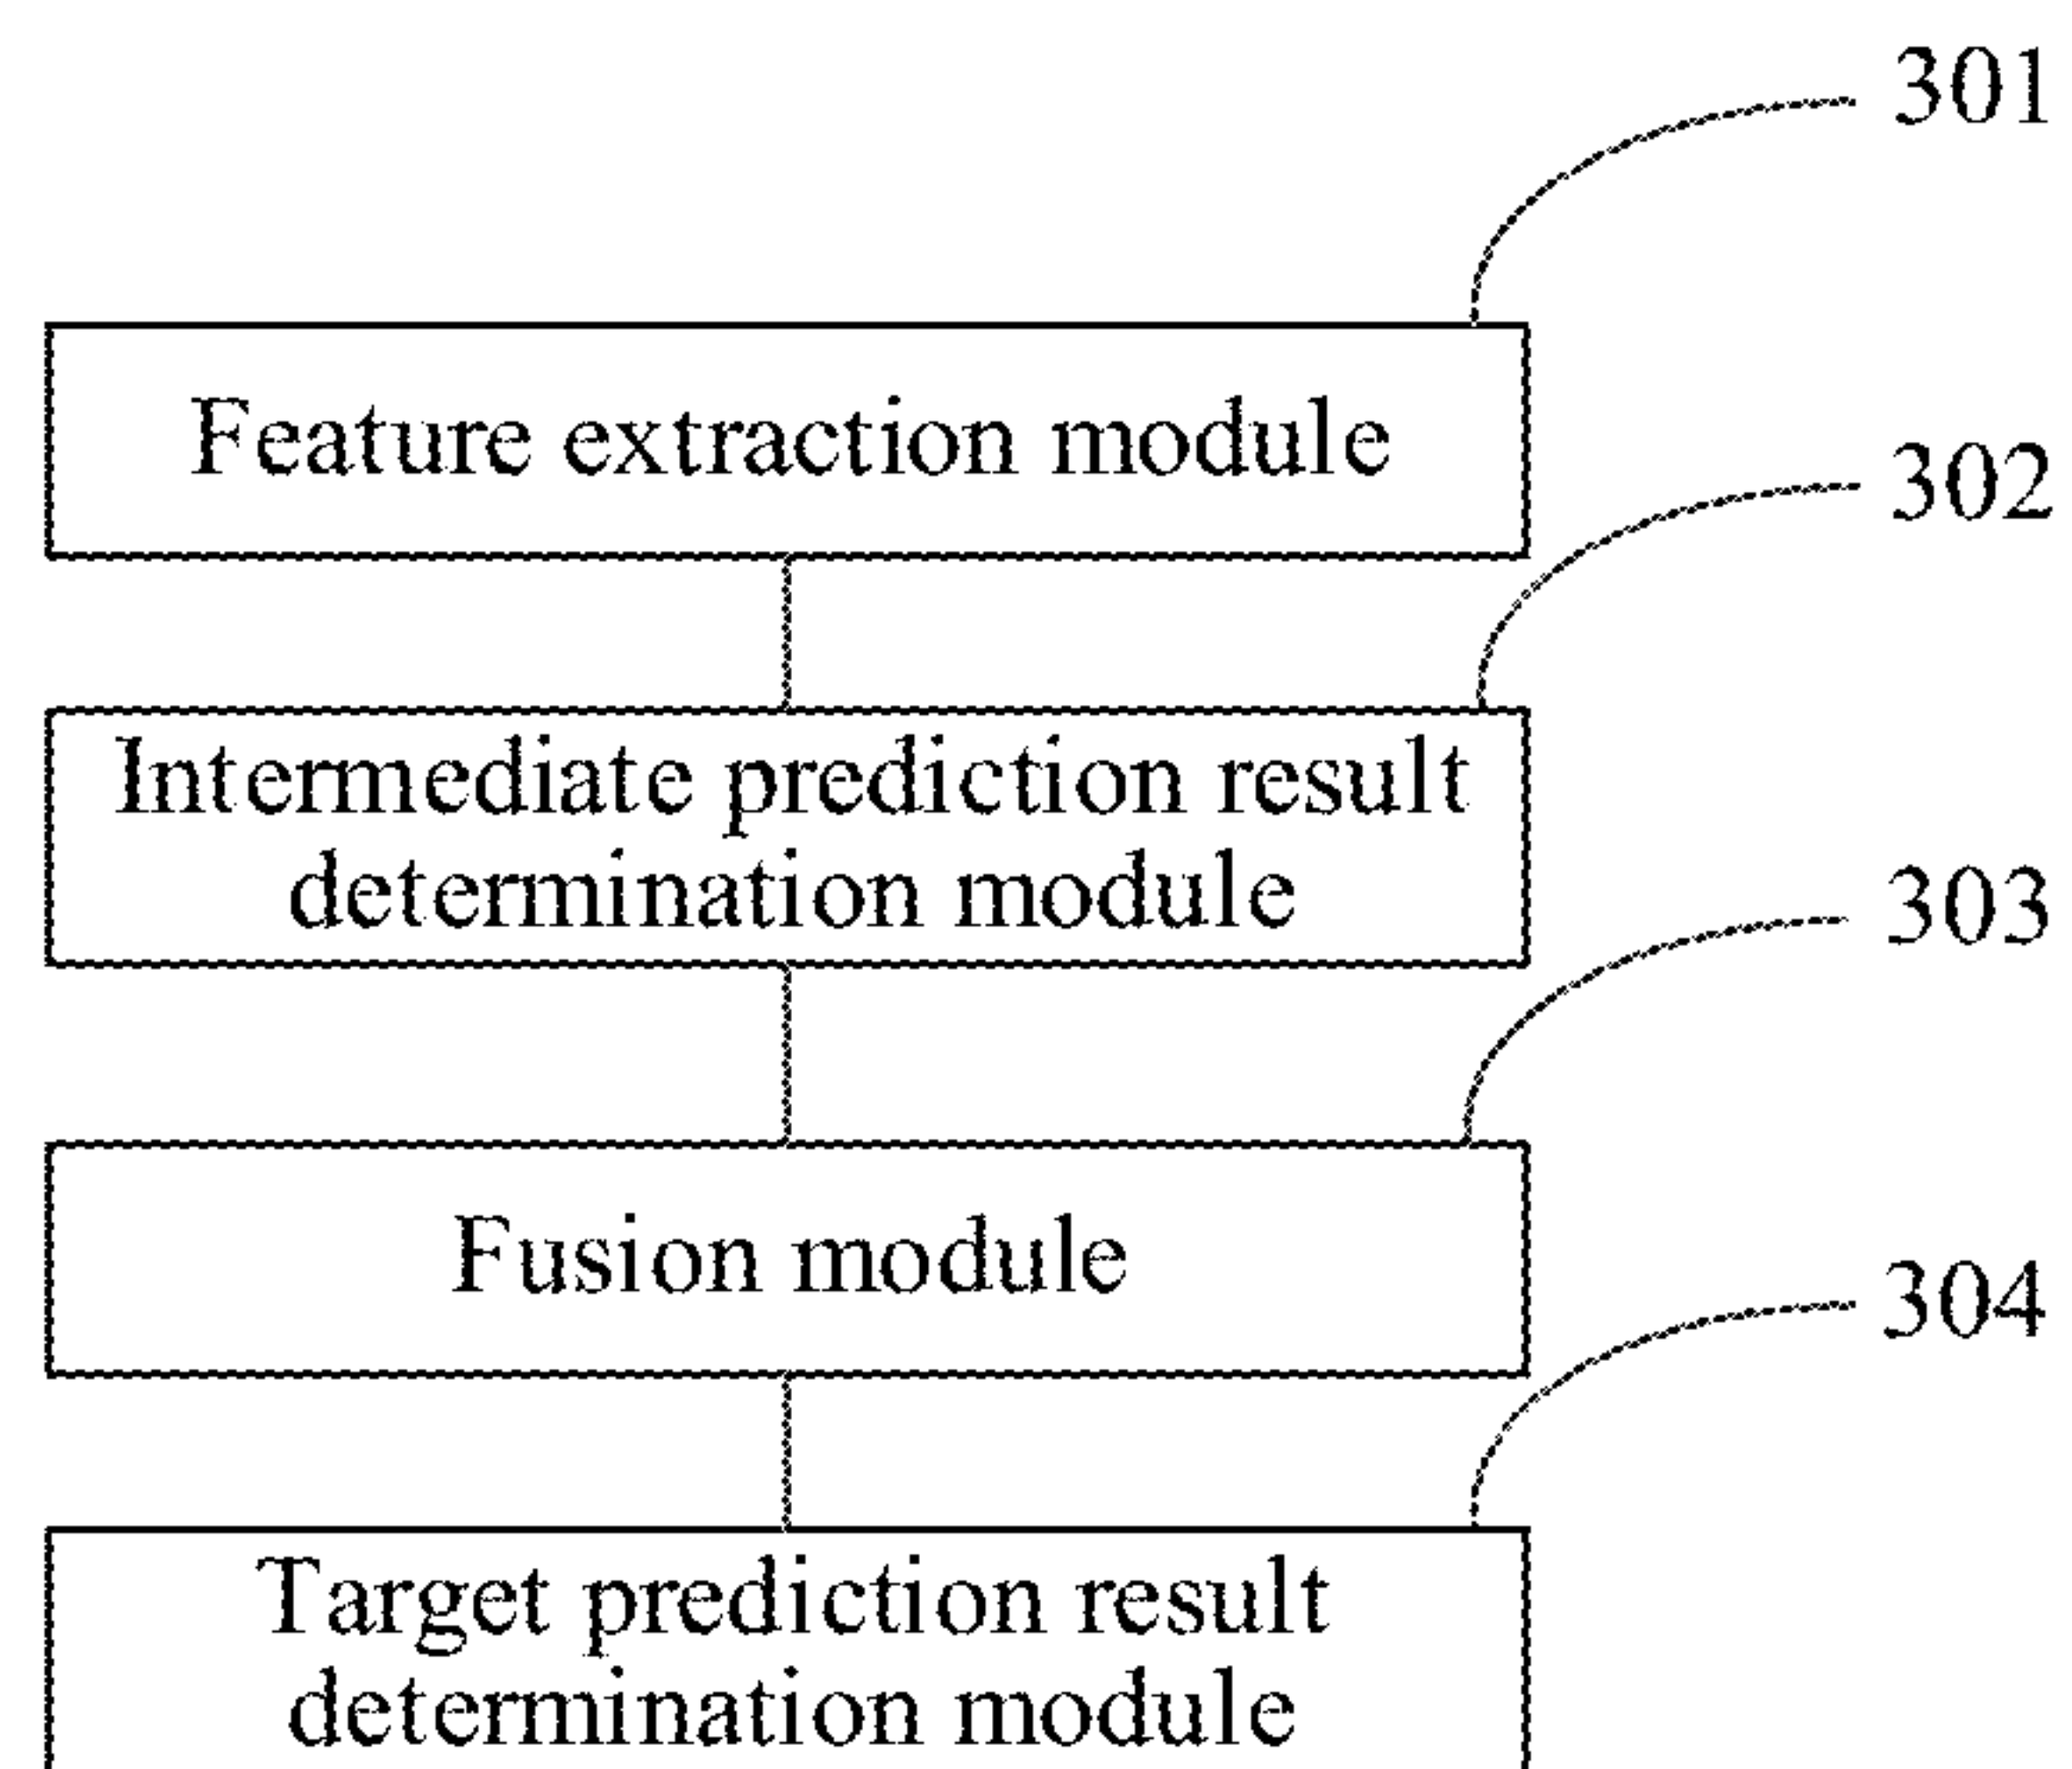 301
Feature extraction module
302
Intermediate prediction result
determination module
303
Fusion module
304
Target prediction result
determination module